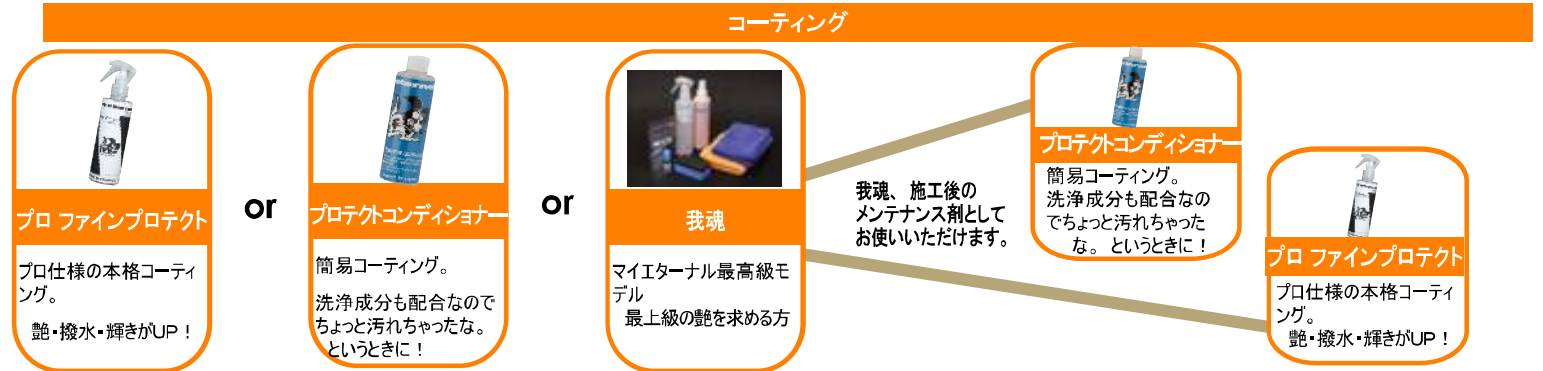 コーティング
プロ ファインプロテクト
プロ仕様の本格コーティ
ング。
艶・撥水・輝きがUP！
or
プロテクトコンディショナー
簡易コーティング。
洗浄成分も配合なので
ちょっと汚れちゃったな。
というときに！
or
我魂
マイエターナル最高級モ
デル
最上級の艶を求める方
我魂、施工後の
メンテナンス剤として
お使いいただけます。
プロテクトコンディショナー
簡易コーティング。
洗浄成分も配合なの
でちょっと汚れちゃった
な。というときに！
プロ ファインプロテクト
プロ仕様の本格コーティ
ング。
艶・撥水・輝きがUP！